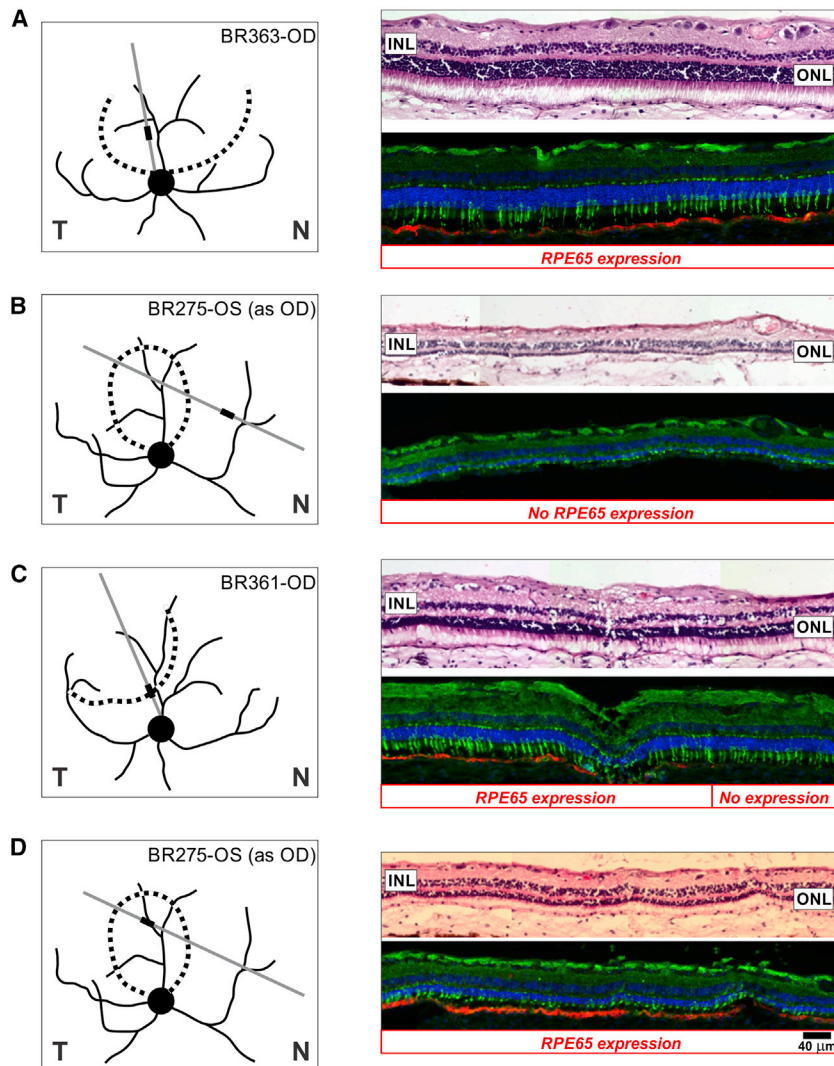 A
BR363-OD
T N
INL
ONL
RPE65 expression
B
BR275-OS (as OD)
T N
INL
ONL
No RPE65 expression
C
BR361-OD
T N
INL
ONL
RPE65 expression No expression
D
BR275-OS (as OD)
T N
INL
ONL
RPE65 expression
40 μm